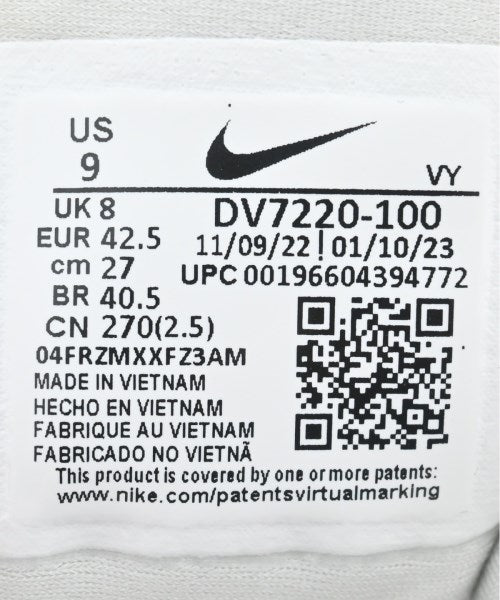 US
9
VY
UK 8
EUR 42.5
cm 27
BR 40.5
CN 270(2.5)
DV7220-100
11/09/22 ! 01/10/23
UPC 00196604394772
04FRZMXXFZ3AM
MADE IN VIETNAM
HECHO EN VIETNAM
FABRIQUE AU VIETNAM
FABRICADO NO VIETNÃ
This product is covered by one or more patents:
www.nike.com/patentsvirtualmarking